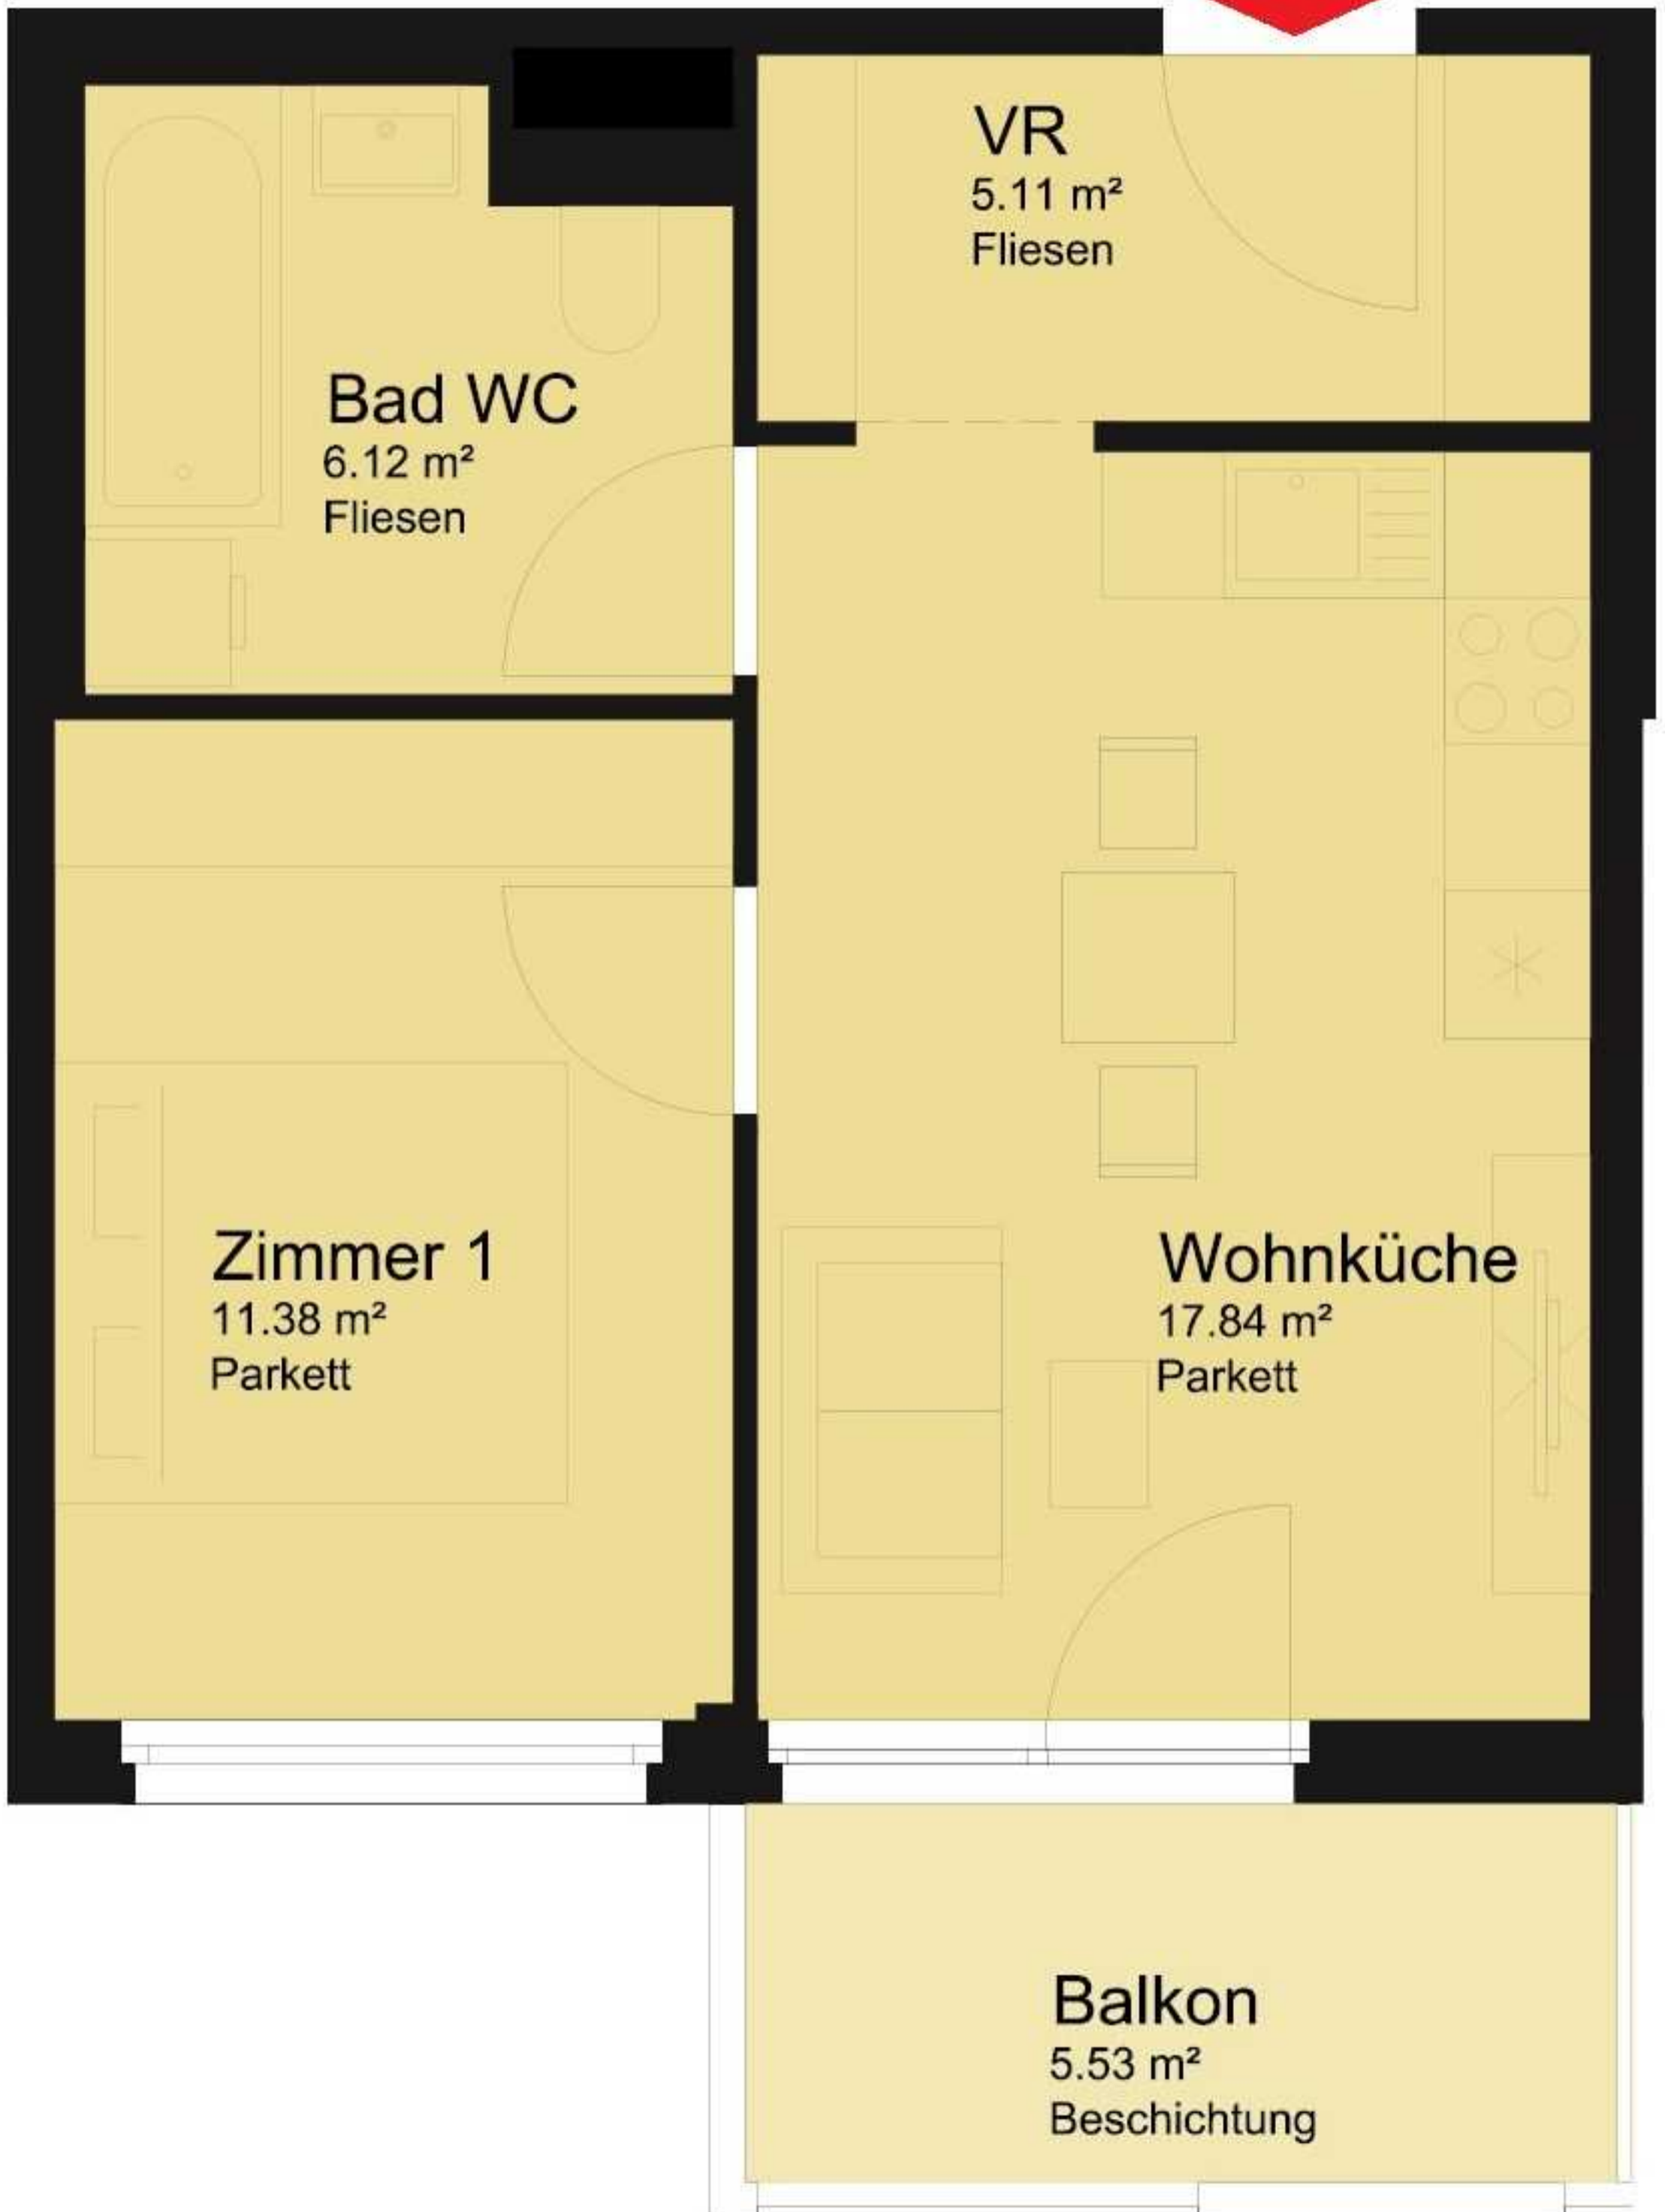 VR
5.11 m²
Fliesen
Bad WC
6.12 m²
Fliesen
Zimmer 1
11.38 m²
Parkett
Wohnküche
17.84 m²
Parkett
Balkon
5.53 m²
Beschichtung